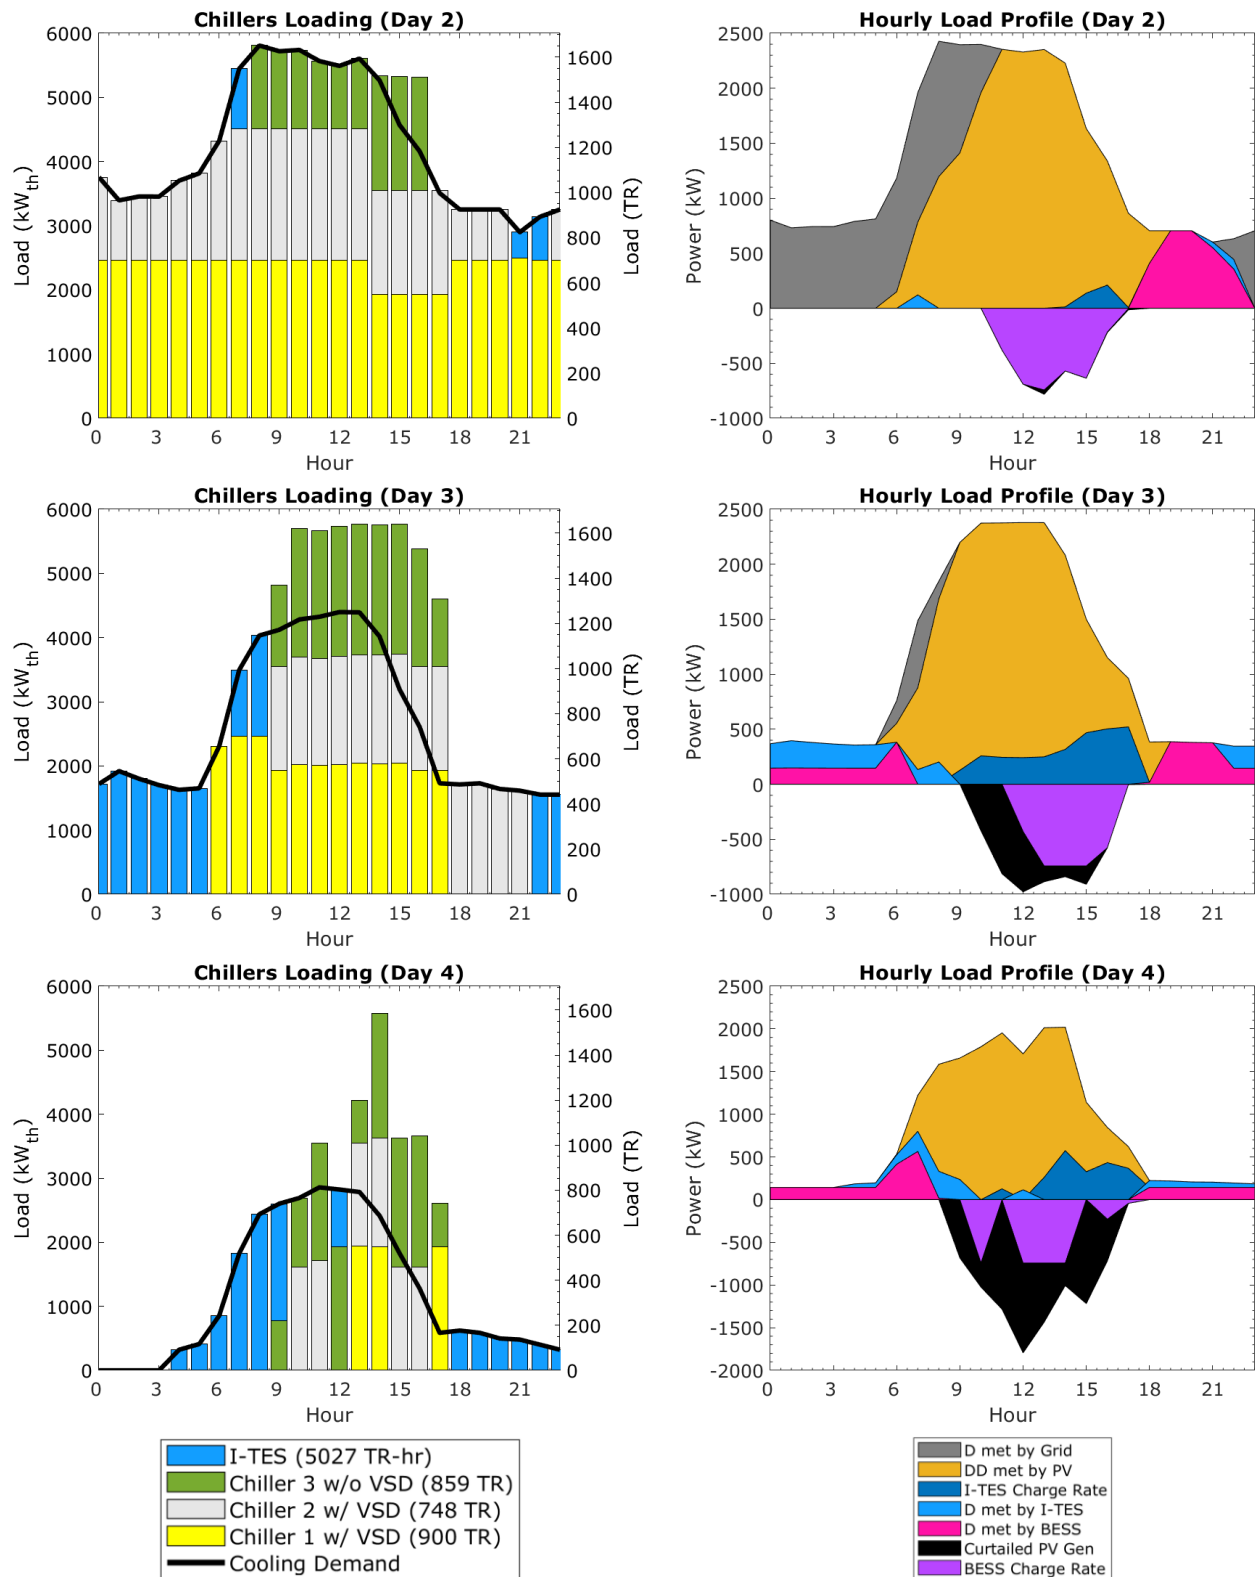 Chillers Loading (Day 2)
6000
5000
4000
3000
2000
1000
0
Load (kWth)
1600
1400
1200
1000
800
600
400
200
0
Load (TR)
0 3 6 9 12 15 18 21
Hour
Hourly Load Profile (Day 2)
2500
2000
1500
1000
500
0
-500
-1000
Power (kW)
0 3 6 9 12 15 18 21
Hour
Chillers Loading (Day 3)
6000
5000
4000
3000
2000
1000
0
Load (kWth)
1600
1400
1200
1000
800
600
400
200
0
Load (TR)
0 3 6 9 12 15 18 21
Hour
Hourly Load Profile (Day 3)
2500
2000
1500
1000
500
0
-500
-1000
Power (kW)
0 3 6 9 12 15 18 21
Hour
Chillers Loading (Day 4)
6000
5000
4000
3000
2000
1000
0
Load (kWth)
1600
1400
1200
1000
800
600
400
200
0
Load (TR)
0 3 6 9 12 15 18 21
Hour
Hourly Load Profile (Day 4)
2500
2000
1500
1000
500
0
-500
-1000
-1500
-2000
Power (kW)
0 3 6 9 12 15 18 21
Hour
I-TES (5027 TR-hr)
Chiller 3 w/o VSD (859 TR)
Chiller 2 w/ VSD (748 TR)
Chiller 1 w/ VSD (900 TR)
Cooling Demand
D met by Grid
DD met by PV
I-TES Charge Rate
D met by I-TES
D met by BESS
Curtailed PV Gen
BESS Charge Rate